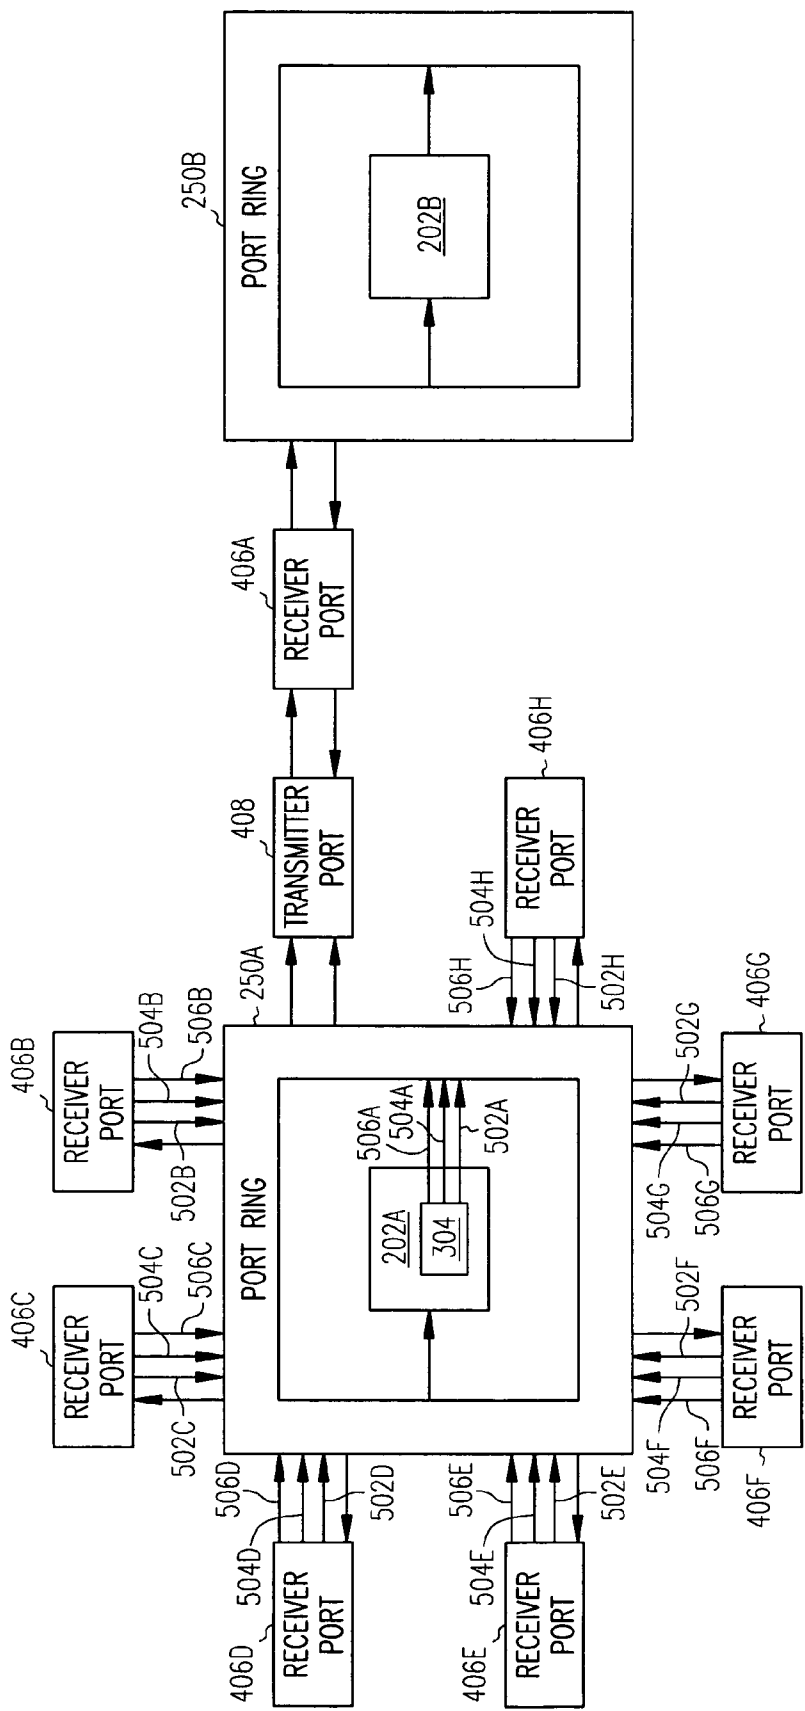 406C
RECEIVER
PORT
502C
504C
506C
406B
RECEIVER
PORT
502B
504B
506B
250A
PORT RING
202A
304
506A
504A
502A
406D
RECEIVER
PORT
506D
504D
502D
406E
RECEIVER
PORT
506E
504E
502E
406F
RECEIVER
PORT
506F
504F
502F
406G
RECEIVER
PORT
506G
504G
502G
406H
RECEIVER
PORT
506H
504H
502H
408
TRANSMITTER
PORT
406A
RECEIVER
PORT
250B
PORT RING
202B